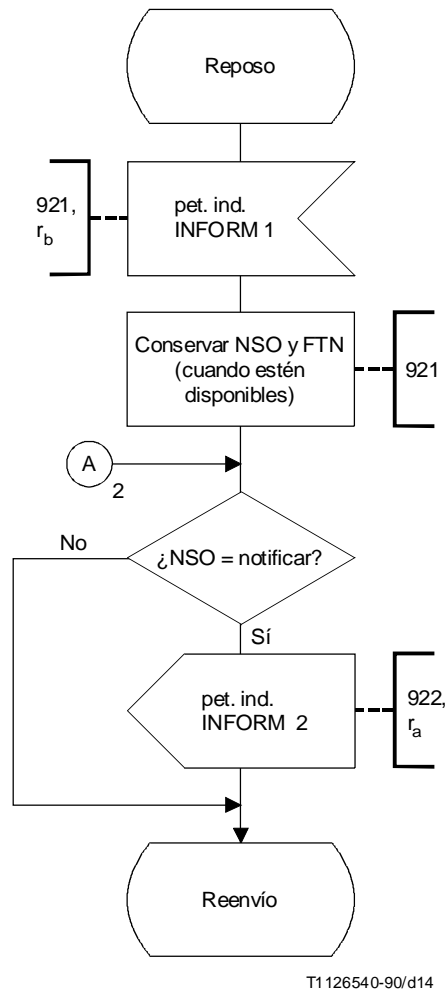 Reposo
921,
r_b
pet. ind.
INFORM 1
Conservar NSO y FTN
(cuando estén
disponibles)
921
A
2
No
¿NSO = notificar?
Sí
pet. ind.
INFORM 2
922,
r_a
Reenvío
T1126540-90/d14